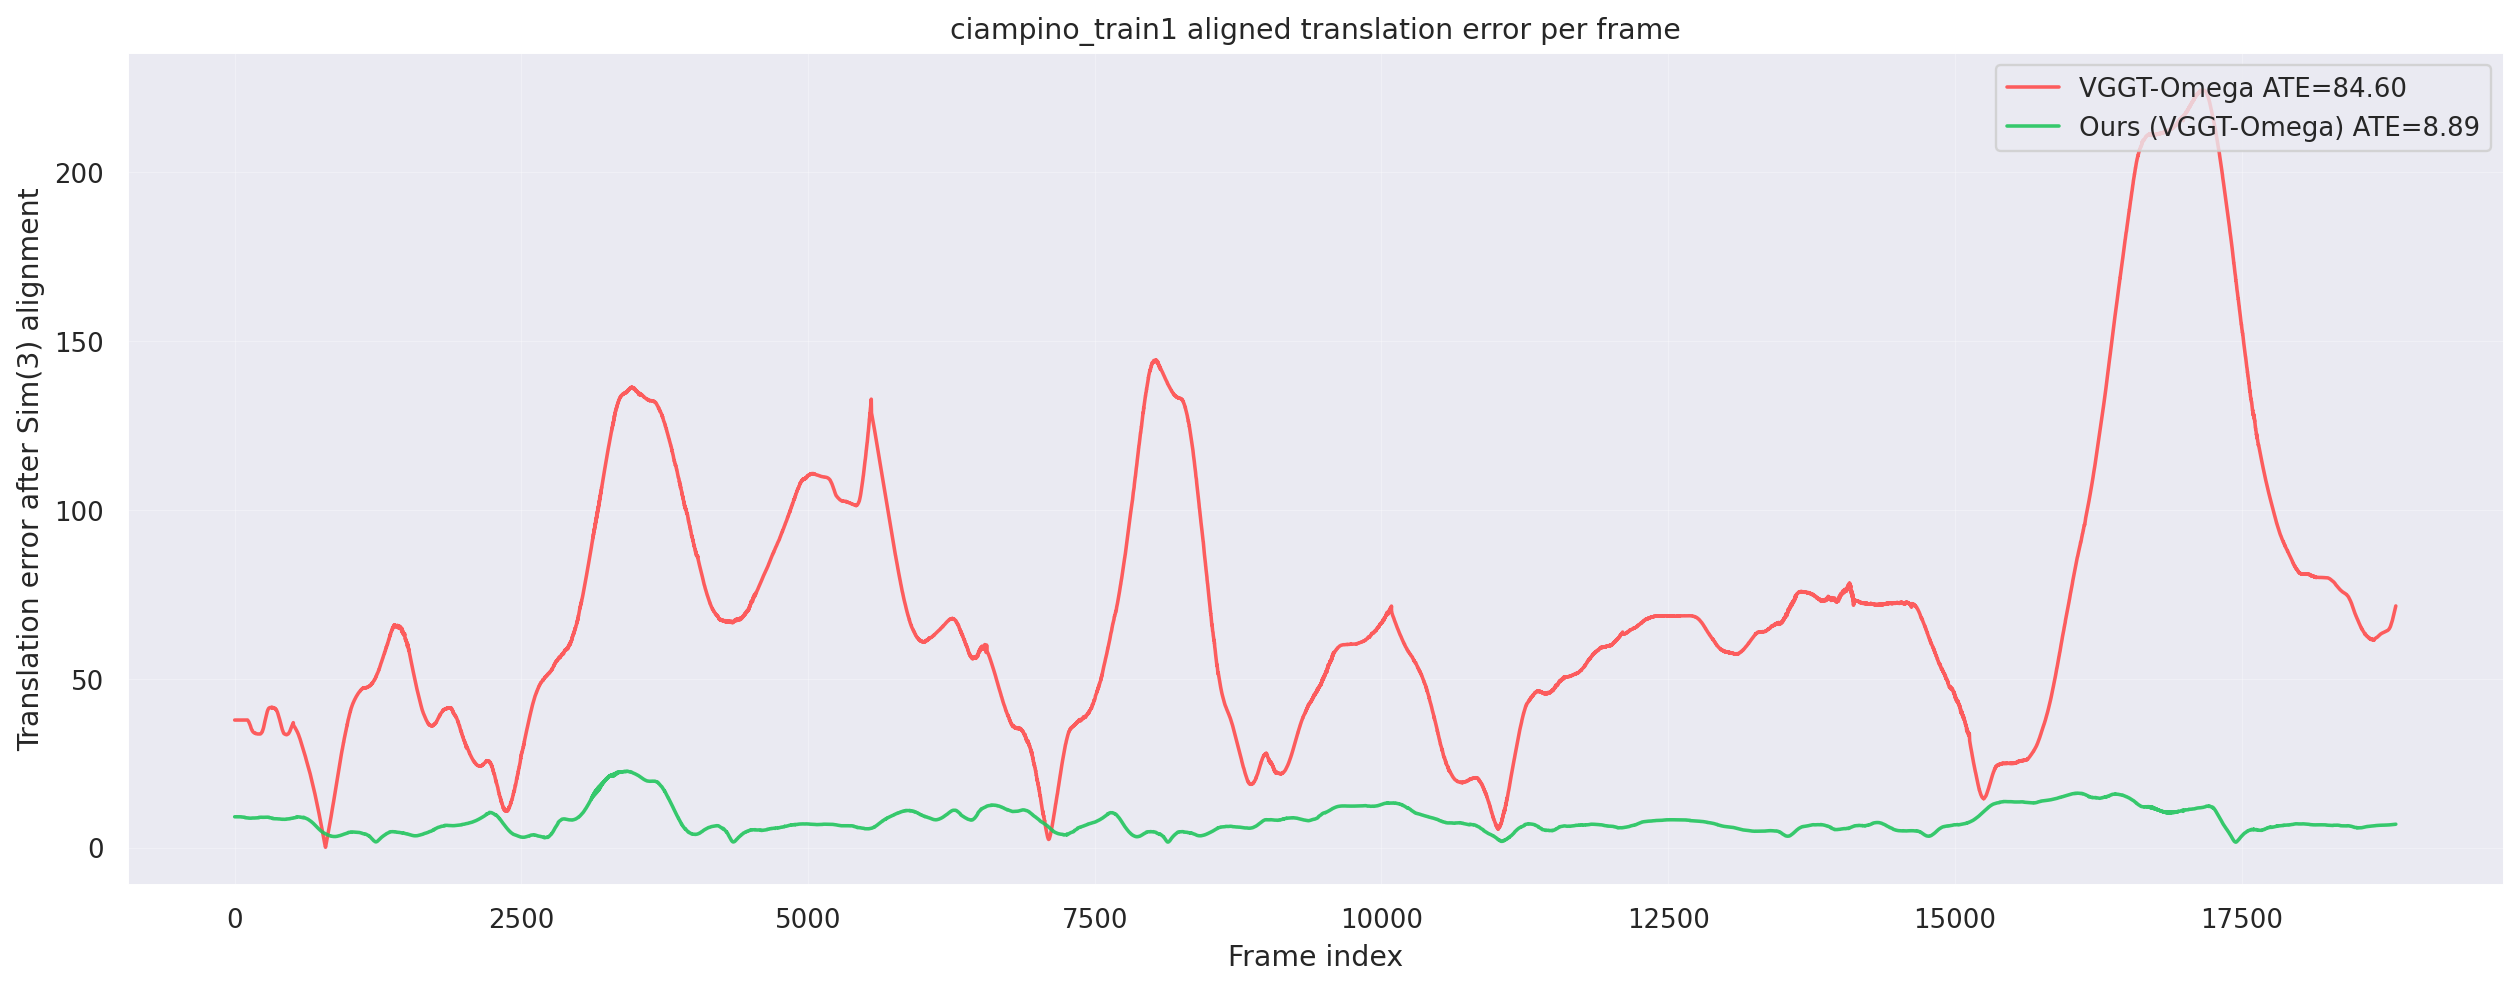 ciampino_train1 aligned translation error per frame
VGGT-Omega ATE=84.60
Ours (VGGT-Omega) ATE=8.89
Translation error after Sim(3) alignment
200
150
100
50
0
0 2500 5000 7500 10000 12500 15000 17500
Frame index